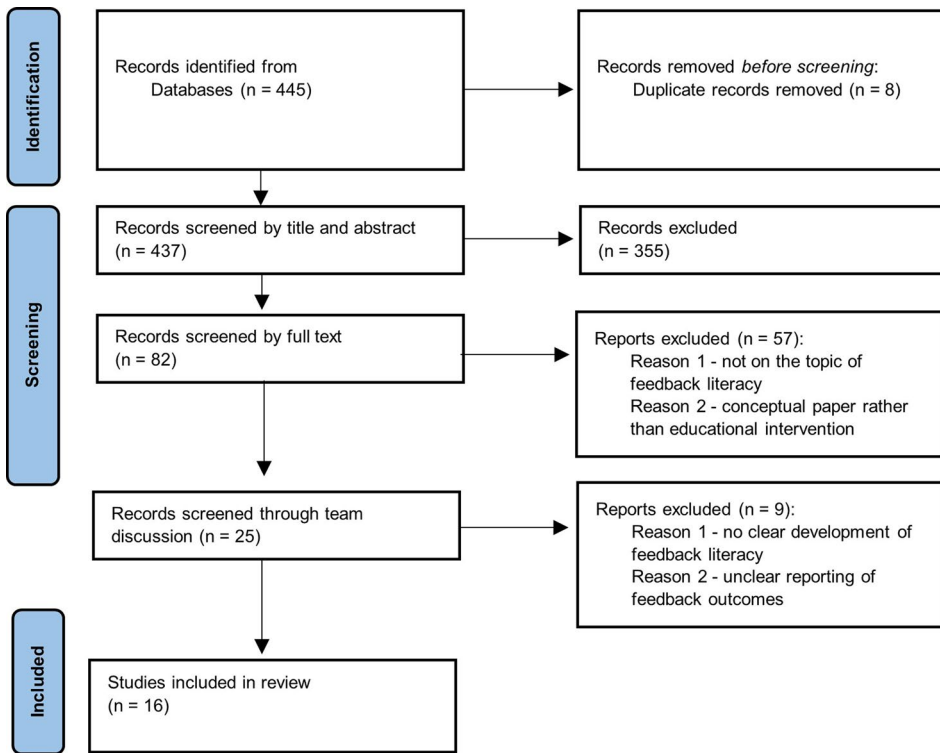 Identification
Records identified from
Databases (n = 445)
Records removed before screening:
Duplicate records removed (n = 8)
Screening
Records screened by title and abstract
(n = 437)
Records excluded
(n = 355)
Records screened by full text
(n = 82)
Reports excluded (n = 57):
Reason 1 - not on the topic of
feedback literacy
Reason 2 - conceptual paper rather
than educational intervention
Records screened through team
discussion (n = 25)
Reports excluded (n = 9):
Reason 1 - no clear development of
feedback literacy
Reason 2 - unclear reporting of
feedback outcomes
Included
Studies included in review
(n = 16)